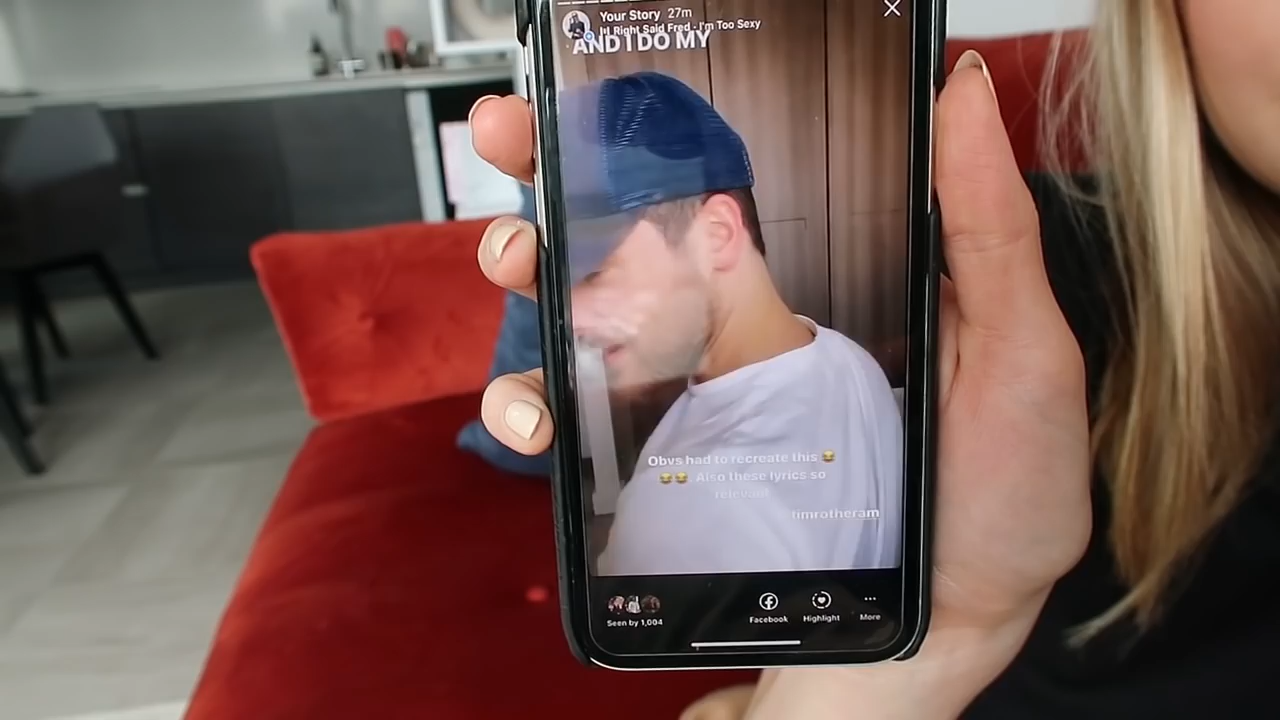 Your Story 27m
Right Said Fred - I'm Too Sexy
AND I DO MY
Obvs had to recreate this 😂
😂😂 Also these lyrics so
relevant
timrotheram
Seen by 1,004
Facebook
Highlight
More